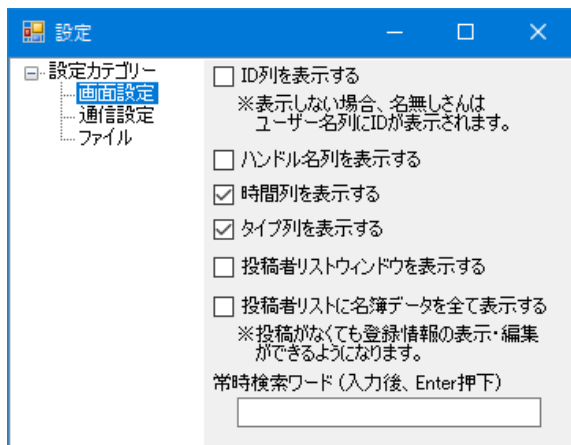 設定
設定カテゴリー
画面設定
通信設定
ファイル
ID列を表示する
※表示しない場合、名無しさんは
ユーザー名列にIDが表示されます。
ハンドル名列を表示する
時間列を表示する
タイプ列を表示する
投稿者リストウィンドウを表示する
投稿者リストに名簿データを全て表示する
※投稿がなくても登録情報の表示・編集
ができるようになります。
常時検索ワード（入力後、Enter押下）